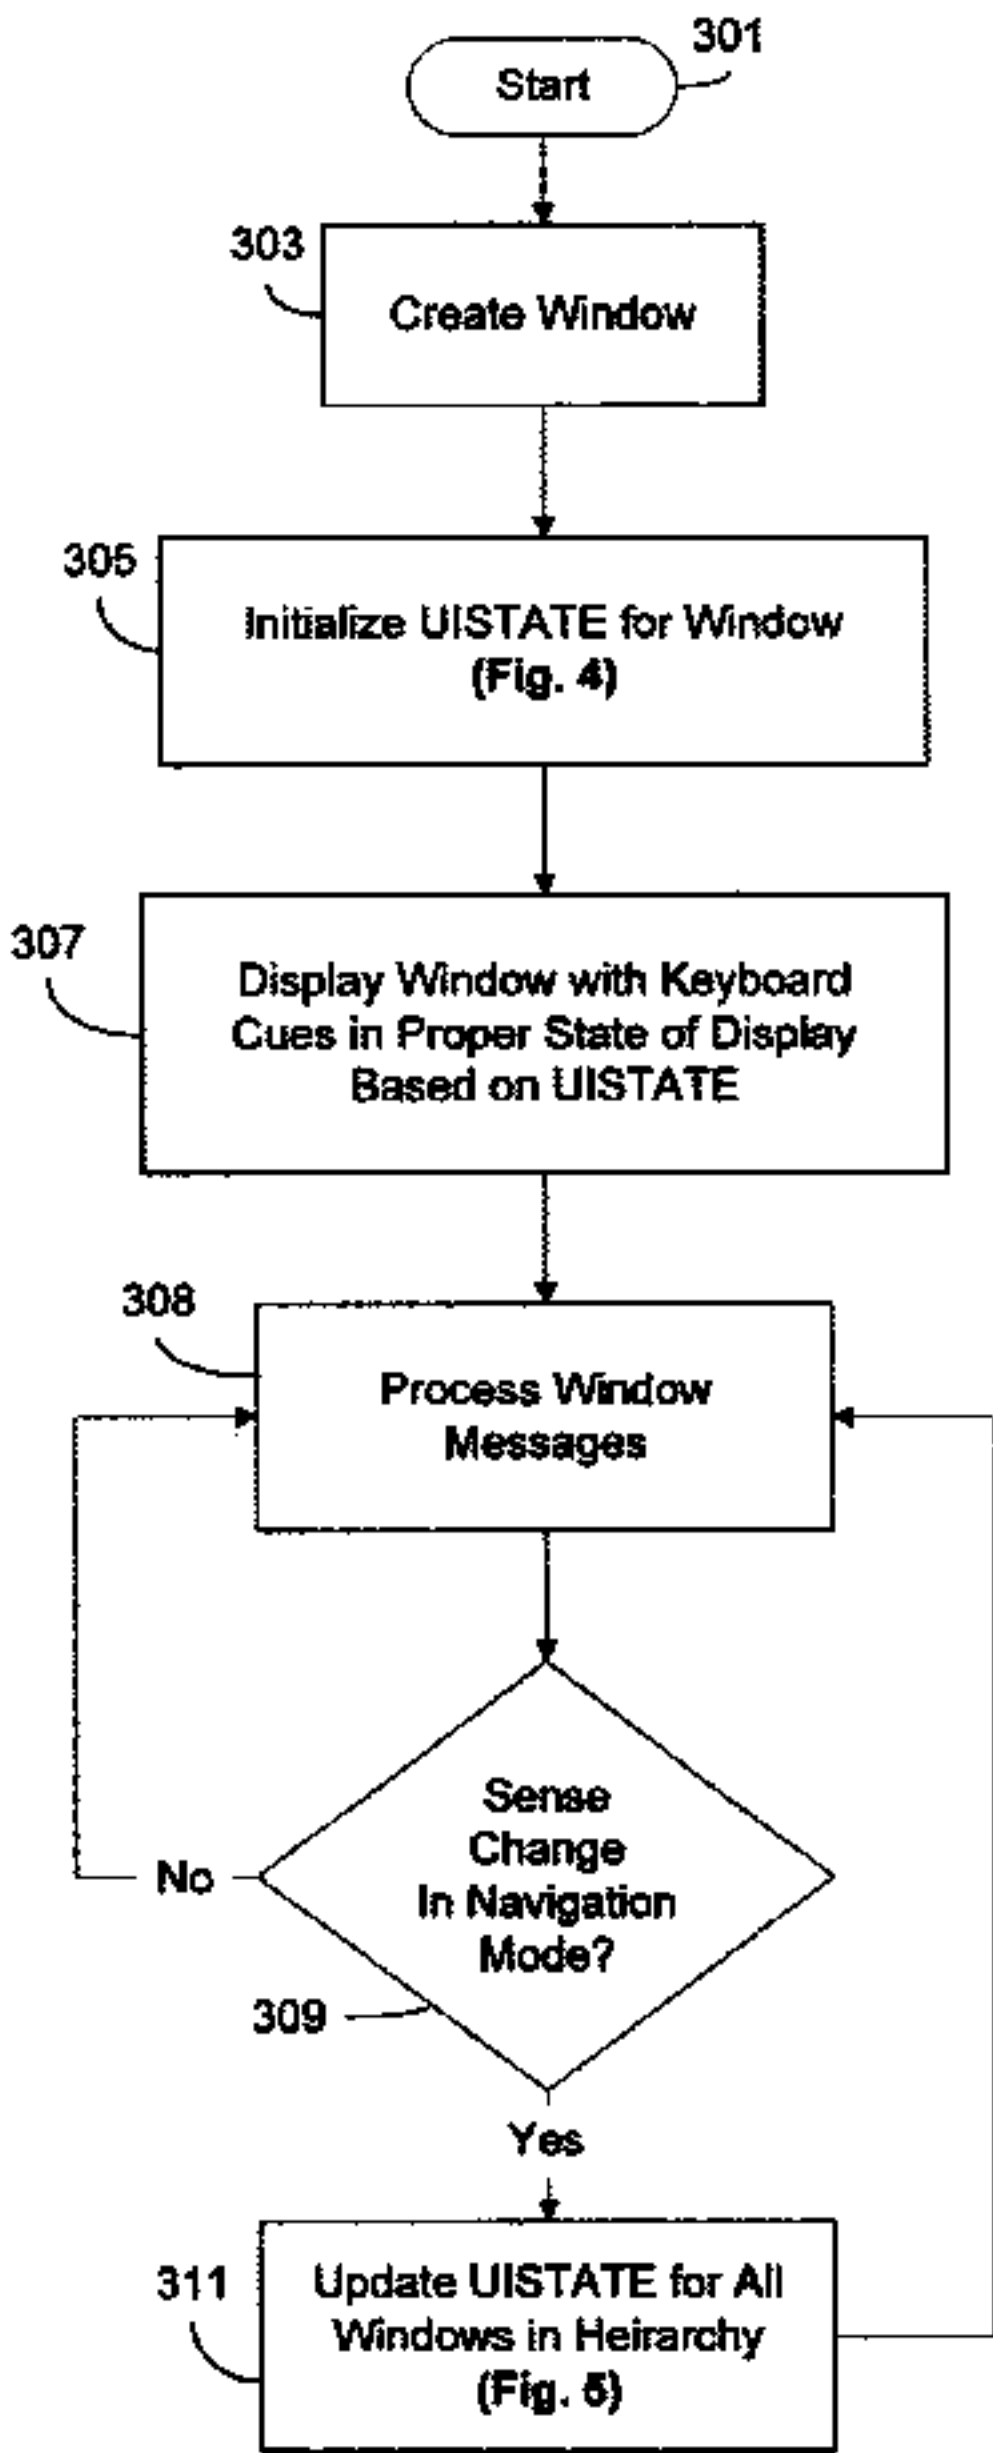 301
Start
303
Create Window
305
Initialize UISTATE for Window
(Fig. 4)
307
Display Window with Keyboard
Cues in Proper State of Display
Based on UISTATE
308
Process Window
Messages
Sense
Change
In Navigation
Mode?
No
309
Yes
311
Update UISTATE for All
Windows in Heirarchy
(Fig. 5)